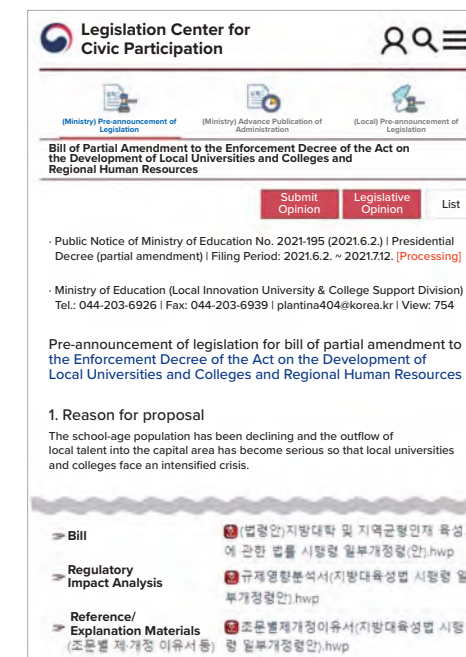 Legislation Center for
Civic Participation
(Ministry) Pre-announcement of
Legislation
(Ministry) Advance Publication of
Administration
(Local) Pre-announcement of
Legislation
Bill of Partial Amendment to the Enforcement Decree of the Act on
the Development of Local Universities and Colleges and
Regional Human Resources
Submit
Opinion
Legislative
Opinion
List
· Public Notice of Ministry of Education No. 2021-195 (2021.6.2.) | Presidential
Decree (partial amendment) | Filing Period: 2021.6.2. ~ 2021.7.12. [Processing]
· Ministry of Education (Local Innovation University & College Support Division)
Tel.: 044-203-6926 | Fax: 044-203-6939 | plantina404@korea.kr | View: 754
Pre-announcement of legislation for bill of partial amendment to
the Enforcement Decree of the Act on the Development of
Local Universities and Colleges and Regional Human Resources
1. Reason for proposal
The school-age population has been declining and the outflow of
local talent into the capital area has become serious so that local universities
and colleges face an intensified crisis.
Bill
(법령안)지방대학 및 지역균형인재 육성
에 관한 법률 시행령 일부개정령(안).hwp
Regulatory
Impact Analysis
규제영향분석서(지방대육성법 시행령 일
부개정령안).hwp
Reference/
Explanation Materials
(조문별 제·개정 이유서 등)
조문별제개정이유서(지방대육성법 시행
령 일부개정령안).hwp